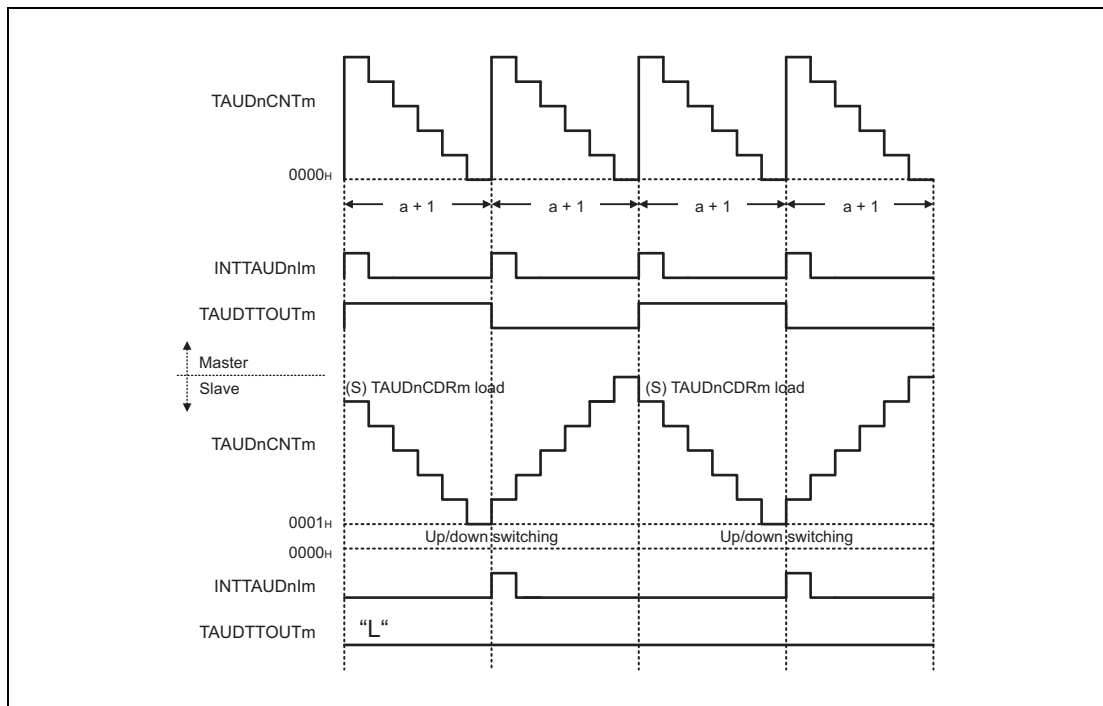 TAUDnCNTm
0000H
a + 1 a + 1 a + 1 a + 1
INTTAUDnIm
TAUDTTOUTm
Master
Slave
(S) TAUDnCDRm load (S) TAUDnCDRm load
TAUDnCNTm
0001H
Up/down switching Up/down switching
0000H
INTTAUDnIm
TAUDTTOUTm
“L“